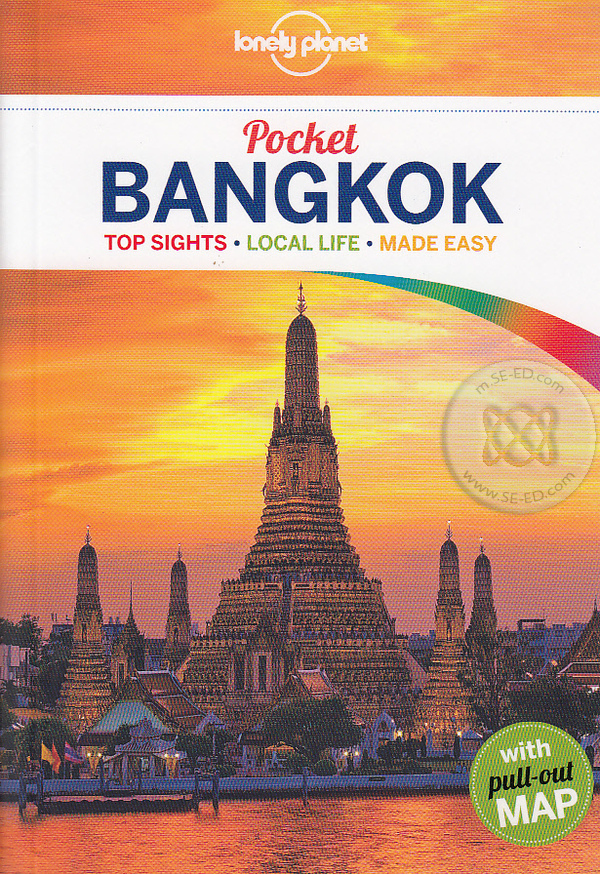 lonely planet
Pocket
BANGKOK
TOP SIGHTS • LOCAL LIFE • MADE EASY
m.SE-ED.com
www.SE-ED.com
with
pull-out
MAP